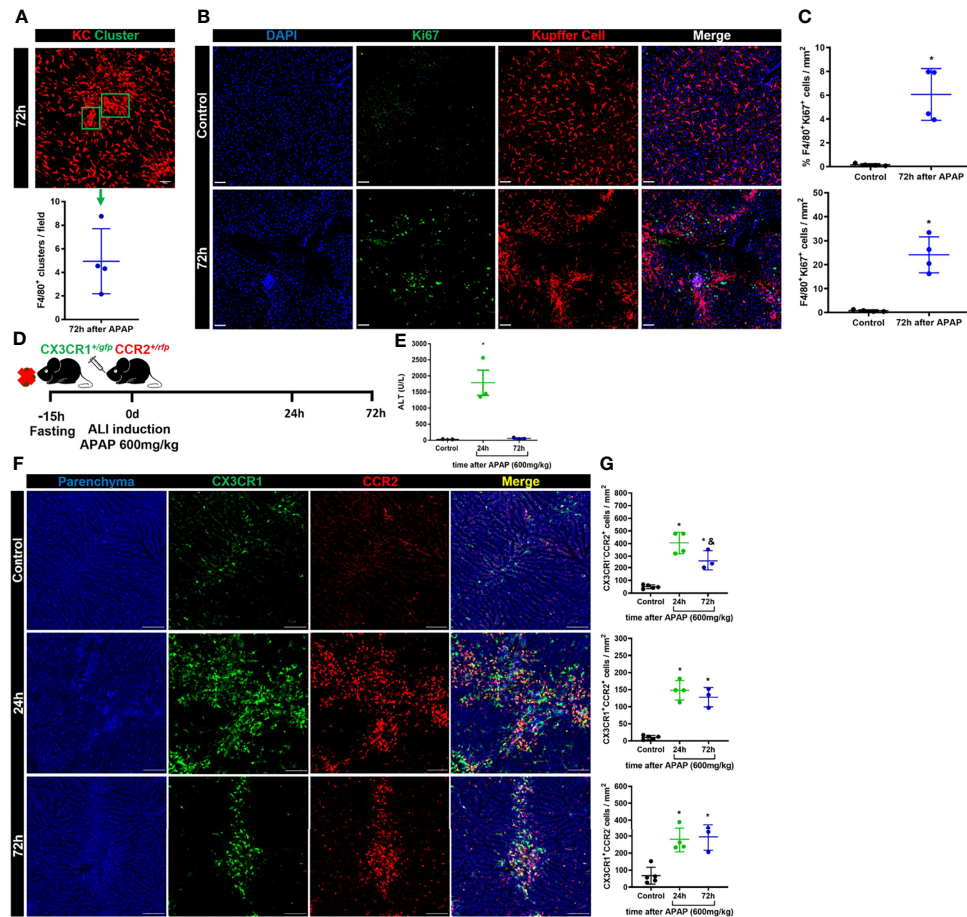 A
KC Cluster
72h
F4/80+ clusters / field
10
8
6
4
2
0
72h after APAP
B
DAPI
Ki67
Kupffer Cell
Merge
Control
72h
C
% F4/80+Ki67+ cells / mm2
10
8
6
4
2
0
*
Control
72h after APAP
F4/80+Ki67+ cells / mm2
40
30
20
10
0
*
Control
72h after APAP
D
CX3CR1+/gfp CCR2+/rfp
-15h
Fasting
0d
ALI induction
APAP 600mg/kg
24h
72h
E
ALT (U/L)
3000
2500
2000
1500
1000
500
0
*
Control
24h
72h
time after APAP (600mg/kg)
F
Parenchyma
CX3CR1
CCR2
Merge
Control
24h
72h
G
CX3CR1-CCR2+ cells / mm2
800
700
600
500
400
300
200
100
0
*
* &
Control
24h
72h
time after APAP (600mg/kg)
CX3CR1+CCR2+ cells / mm2
300
250
200
150
100
50
0
*
*
Control
24h
72h
time after APAP (600mg/kg)
CX3CR1+CCR2- cells / mm2
600
500
400
300
200
100
0
*
*
Control
24h
72h
time after APAP (600mg/kg)